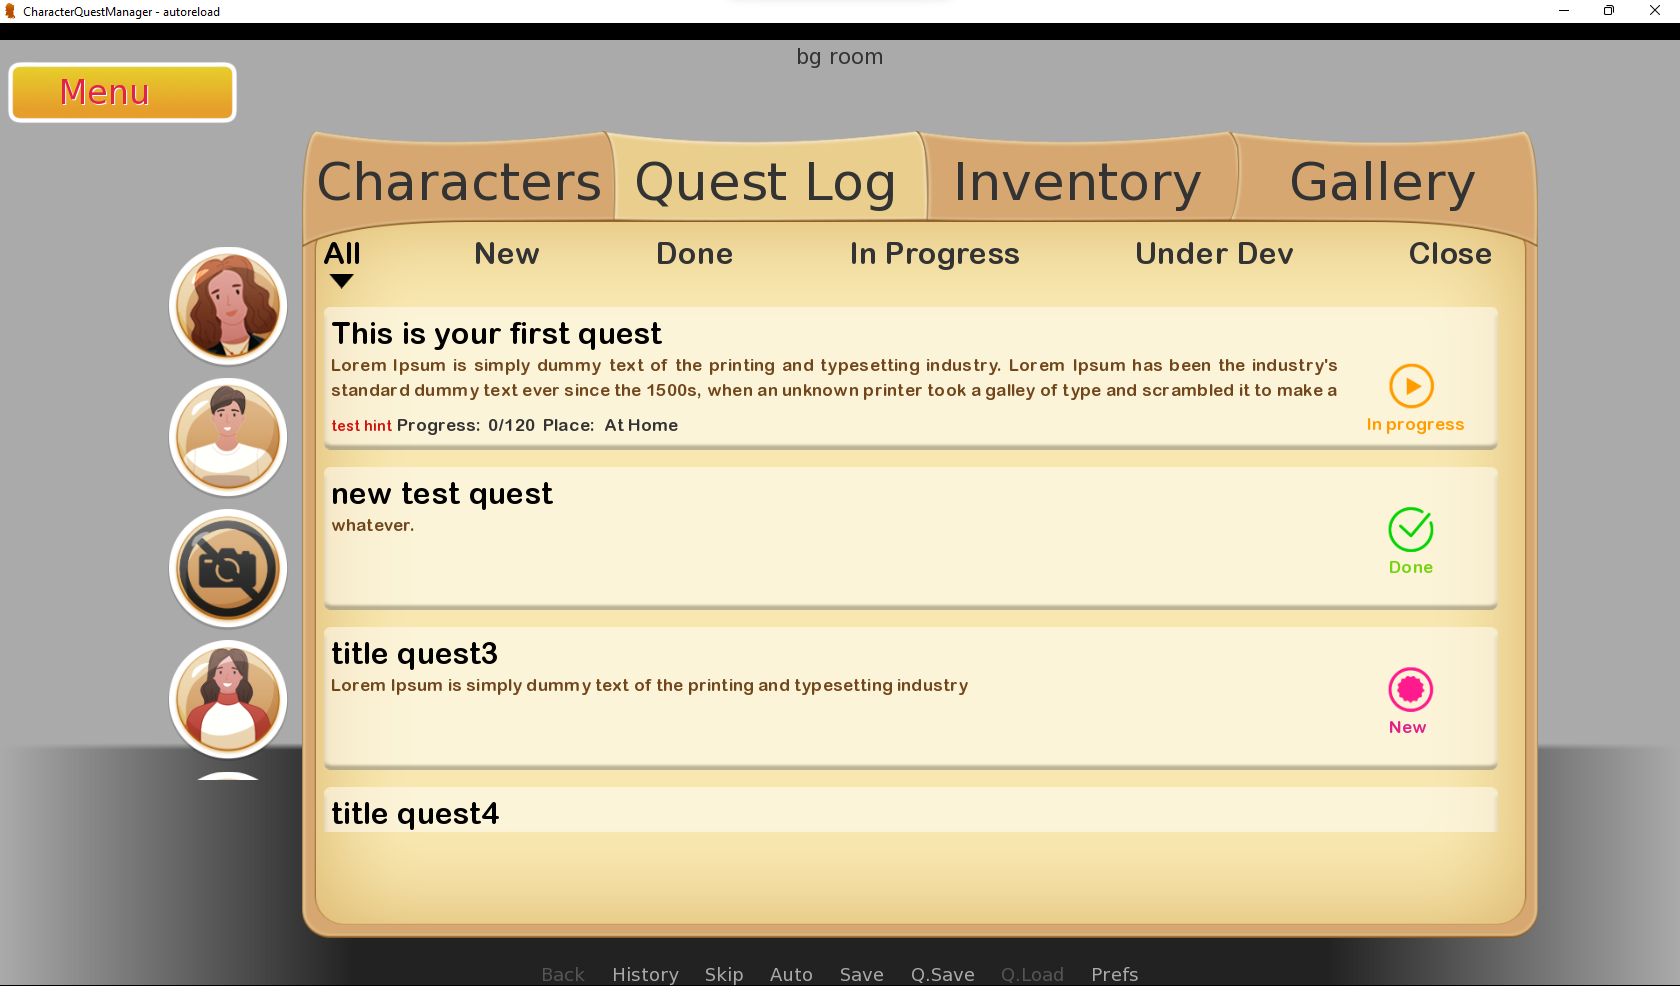 CharacterQuestManager - autoreload
bg room
Menu
Characters Quest Log Inventory Gallery
All New Done In Progress Under Dev Close
This is your first quest
Lorem Ipsum is simply dummy text of the printing and typesetting industry. Lorem Ipsum has been the industry's
standard dummy text ever since the 1500s, when an unknown printer took a galley of type and scrambled it to make a
test hint Progress: 0/120 Place: At Home
In progress
new test quest
whatever.
Done
title quest3
Lorem Ipsum is simply dummy text of the printing and typesetting industry
New
title quest4
Back History Skip Auto Save Q.Save Q.Load Prefs